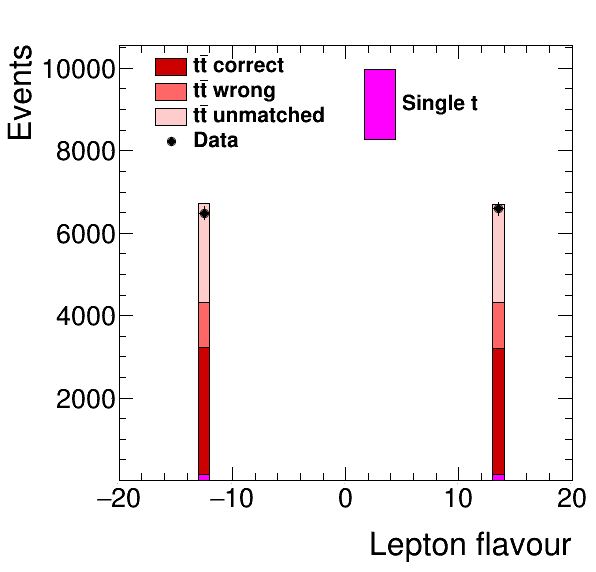 Events
10000
8000
6000
4000
2000
tt̄ correct
tt̄ wrong
tt̄ unmatched
Data
Single t
−20 −10 0 10 20
Lepton flavour